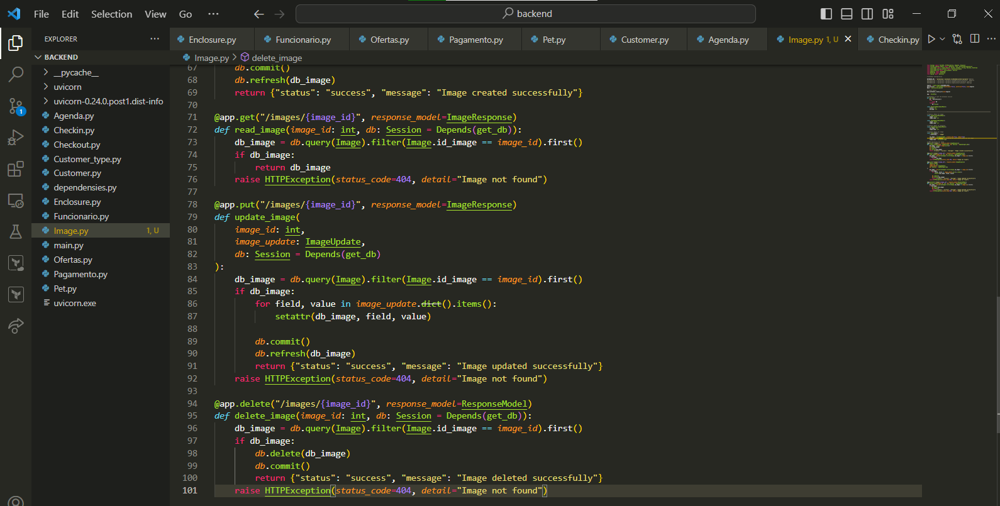 File Edit Selection View Go ··· backend
EXPLORER ···
Enclosure.py Funcionario.py Ofertas.py Pagamento.py Pet.py Customer.py Agenda.py Image.py 1, U Checkin.py
BACKEND
Image.py > delete_image
__pycache__
uvicorn
uvicorn-0.24.0.post1.dist-info
Agenda.py
Checkin.py
Checkout.py
Customer_type.py
Customer.py
dependensies.py
Enclosure.py
Funcionario.py
Image.py 1, U
main.py
Ofertas.py
Pagamento.py
Pet.py
uvicorn.exe
1
67 db.commit()
68 db.refresh(db_image)
69 return {"status": "success", "message": "Image created successfully"}
70
71 @app.get("/images/{image_id}", response_model=ImageResponse)
72 def read_image(image_id: int, db: Session = Depends(get_db)):
73 db_image = db.query(Image).filter(Image.id_image == image_id).first()
74 if db_image:
75 return db_image
76 raise HTTPException(status_code=404, detail="Image not found")
77
78 @app.put("/images/{image_id}", response_model=ImageResponse)
79 def update_image(
80 image_id: int,
81 image_update: ImageUpdate,
82 db: Session = Depends(get_db)
83 ):
84 db_image = db.query(Image).filter(Image.id_image == image_id).first()
85 if db_image:
86 for field, value in image_update.dict().items():
87 setattr(db_image, field, value)
88
89 db.commit()
90 db.refresh(db_image)
91 return {"status": "success", "message": "Image updated successfully"}
92 raise HTTPException(status_code=404, detail="Image not found")
93
94 @app.delete("/images/{image_id}", response_model=ResponseModel)
95 def delete_image(image_id: int, db: Session = Depends(get_db)):
96 db_image = db.query(Image).filter(Image.id_image == image_id).first()
97 if db_image:
98 db.delete(db_image)
99 db.commit()
100 return {"status": "success", "message": "Image deleted successfully"}
101 raise HTTPException(status_code=404, detail="Image not found")